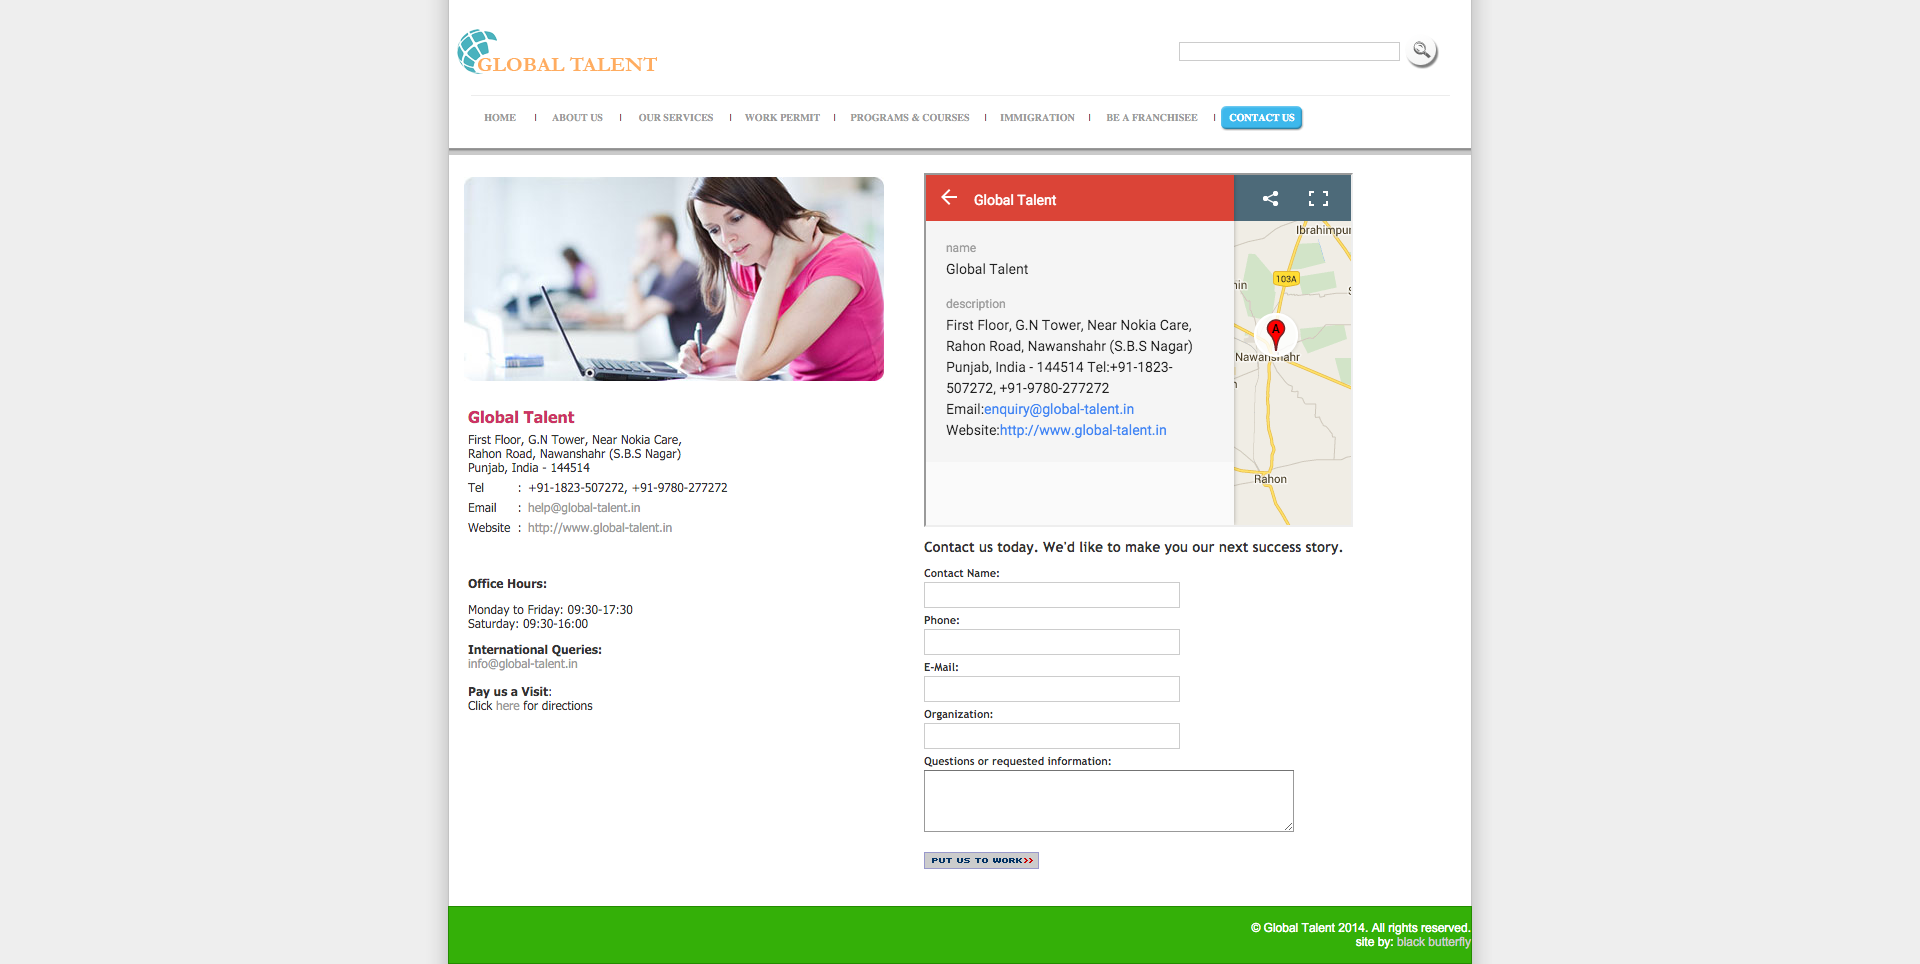 GLOBAL TALENT
HOME
ABOUT US
OUR SERVICES
WORK PERMIT
PROGRAMS & COURSES
IMMIGRATION
BE A FRANCHISEE
CONTACT US
Global Talent
First Floor, G.N Tower, Near Nokia Care,
Rahon Road, Nawanshahr (S.B.S Nagar)
Punjab, India - 144514
Tel : +91-1823-507272, +91-9780-277272
Email : help@global-talent.in
Website : http://www.global-talent.in
Office Hours:
Monday to Friday: 09:30-17:30
Saturday: 09:30-16:00
International Queries:
info@global-talent.in
Pay us a Visit:
Click here for directions
Global Talent
name
Global Talent
description
First Floor, G.N Tower, Near Nokia Care,
Rahon Road, Nawanshahr (S.B.S Nagar)
Punjab, India - 144514 Tel:+91-1823-
507272, +91-9780-277272
Email:enquiry@global-talent.in
Website:http://www.global-talent.in
Ibrahimpur
103A
A
Nawanshahr
Rahon
Contact us today. We'd like to make you our next success story.
Contact Name:
Phone:
E-Mail:
Organization:
Questions or requested information:
PUT US TO WORK>>
© Global Talent 2014. All rights reserved.
site by: black butterfly